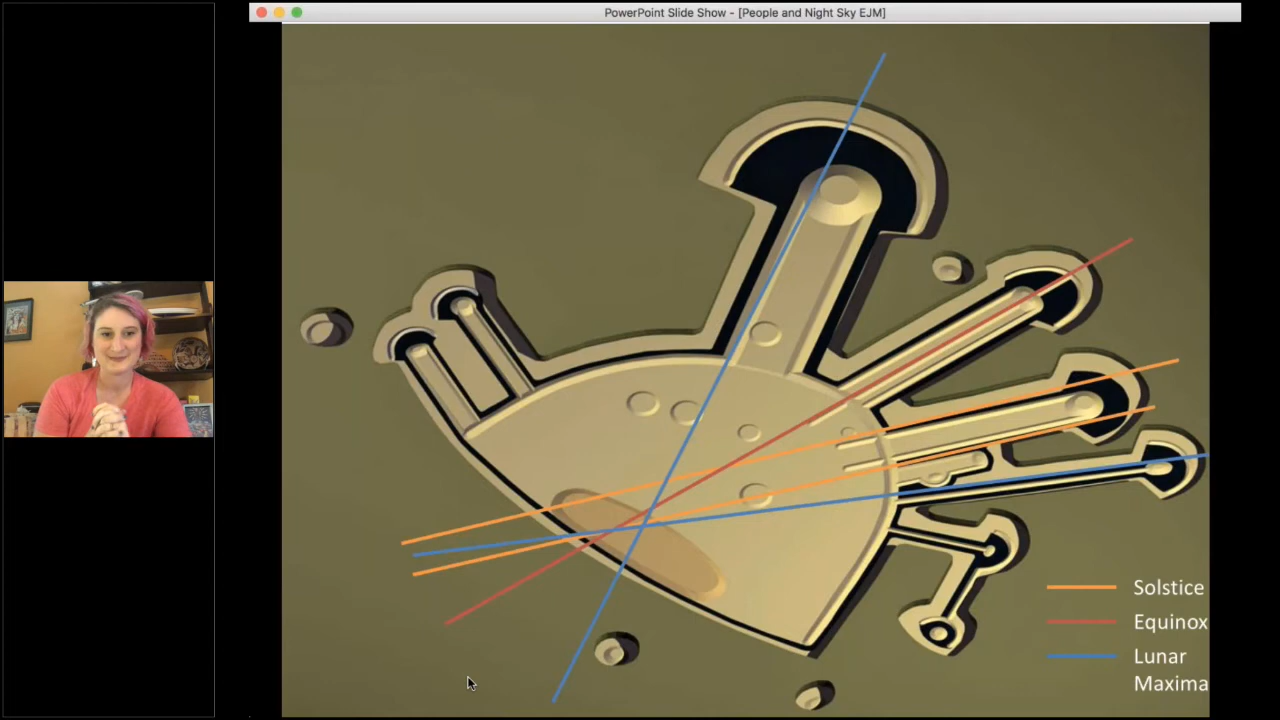 PowerPoint Slide Show - [People and Night Sky EJM]
Solstice
Equinox
Lunar
Maxima